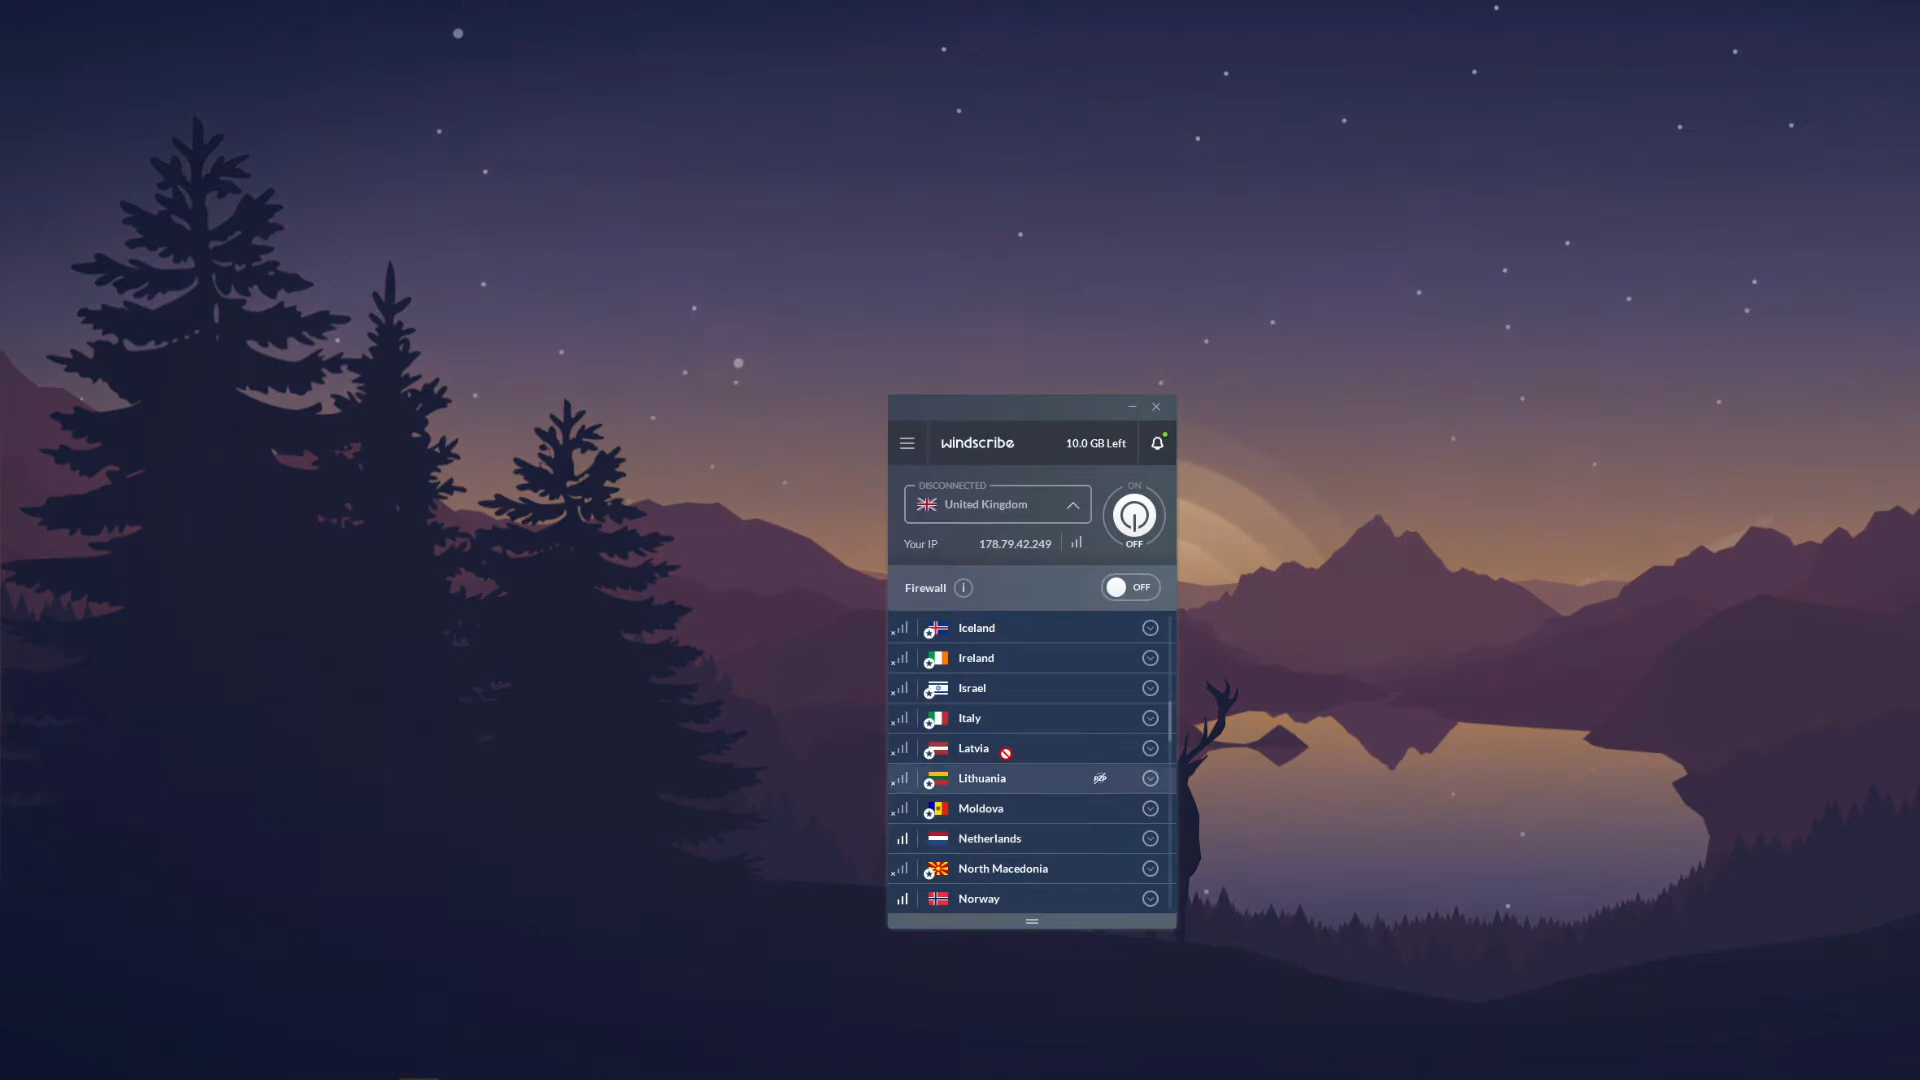 windscribe
10.0 GB Left
DISCONNECTED
United Kingdom
ON
OFF
Your IP
178.79.42.249
Firewall
i
OFF
Iceland
Ireland
Israel
Italy
Latvia
Lithuania
p2p
Moldova
Netherlands
North Macedonia
Norway